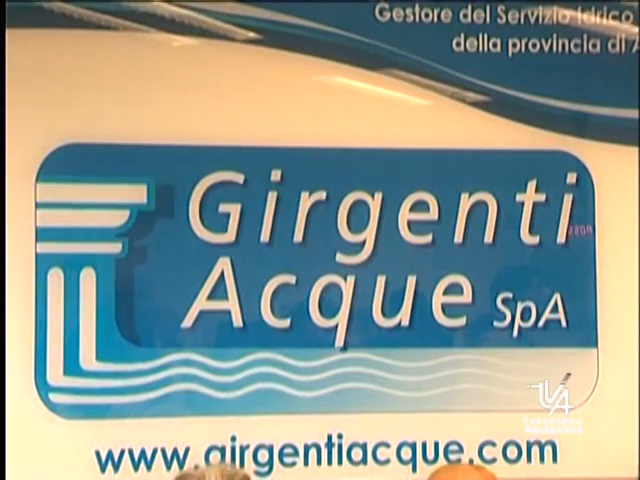 Gestore del Servizio Idrico
della provincia di
Girgenti
Acque SpA
www.girgentiacque.com